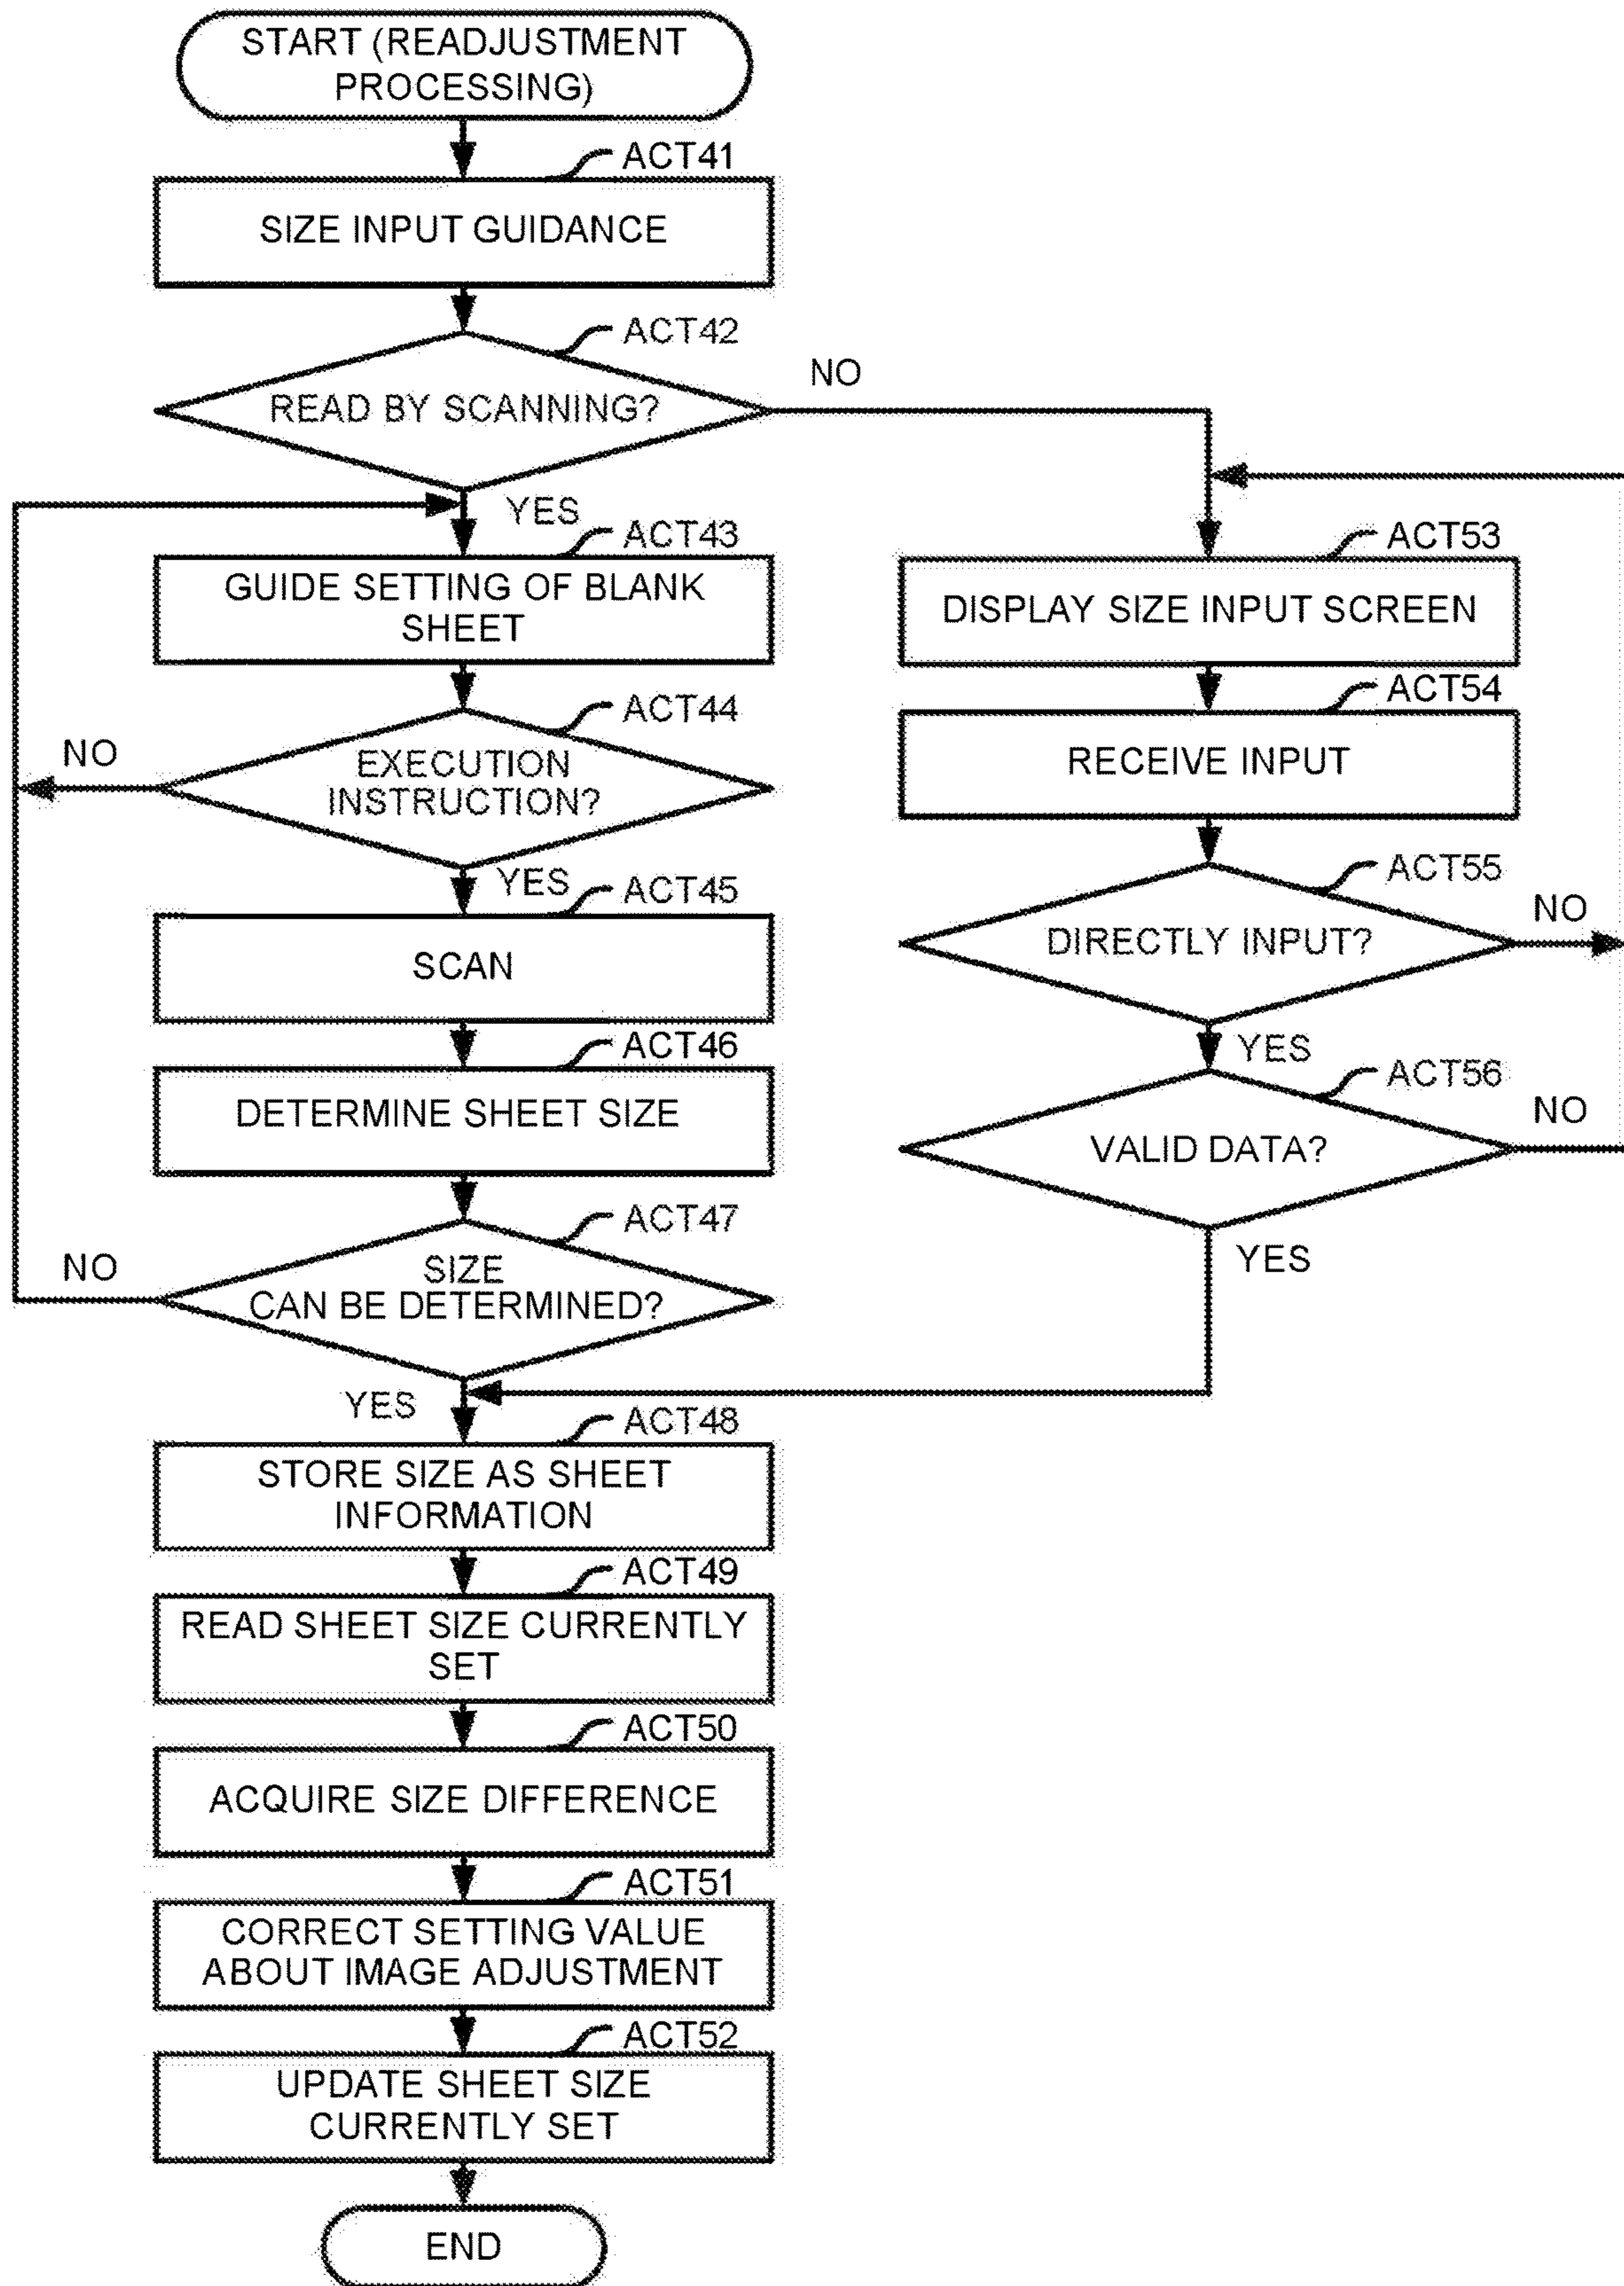 START (READJUSTMENT
PROCESSING)
ACT41
SIZE INPUT GUIDANCE
ACT42
READ BY SCANNING?
NO
YES
ACT43
GUIDE SETTING OF BLANK
SHEET
ACT44
EXECUTION
INSTRUCTION?
NO
YES
ACT45
SCAN
ACT46
DETERMINE SHEET SIZE
ACT47
SIZE
CAN BE DETERMINED?
NO
YES
ACT48
STORE SIZE AS SHEET
INFORMATION
ACT49
READ SHEET SIZE CURRENTLY
SET
ACT50
ACQUIRE SIZE DIFFERENCE
ACT51
CORRECT SETTING VALUE
ABOUT IMAGE ADJUSTMENT
ACT52
UPDATE SHEET SIZE
CURRENTLY SET
END
ACT53
DISPLAY SIZE INPUT SCREEN
ACT54
RECEIVE INPUT
ACT55
DIRECTLY INPUT?
NO
YES
ACT56
VALID DATA?
NO
YES